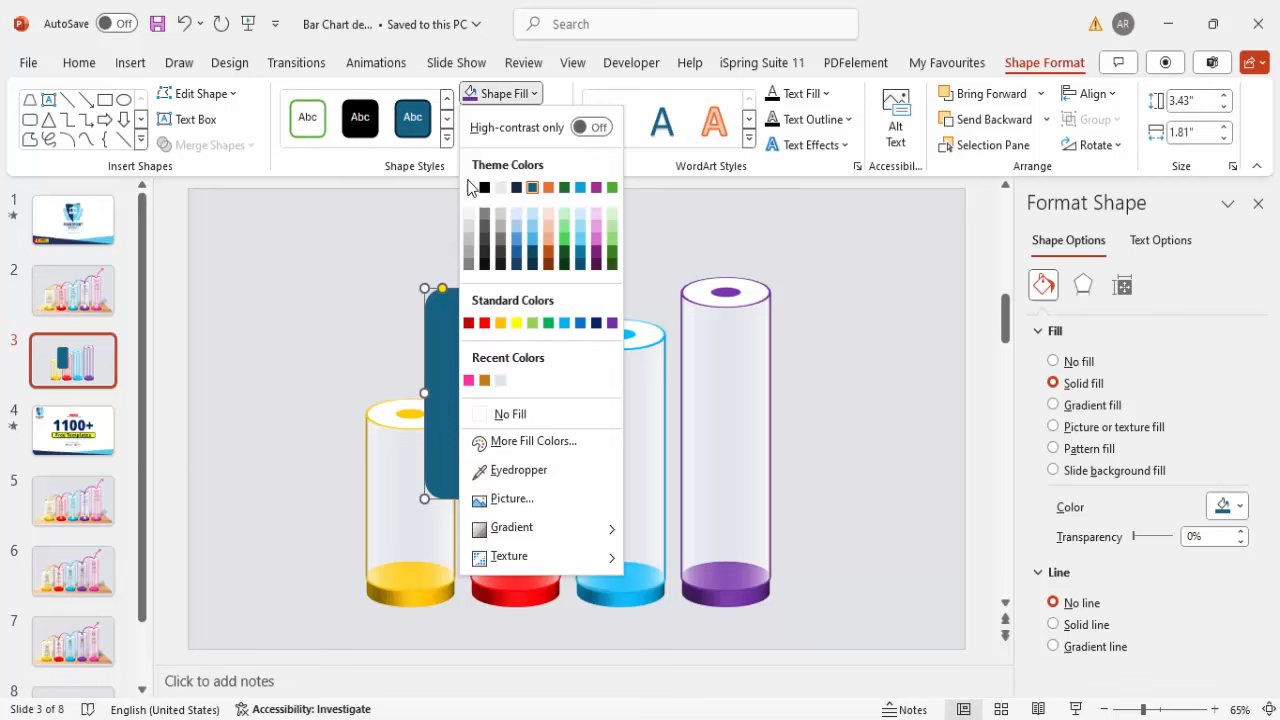 AutoSave Off Bar Chart de... • Saved to this PC Search AR
File Home Insert Draw Design Transitions Animations Slide Show Review View Developer Help iSpring Suite 11 PDFelement My Favourites Shape Format
Edit Shape
Text Box
Merge Shapes
Insert Shapes
Abc Abc Abc
Shape Styles
Shape Fill
High-contrast only Off
Theme Colors
Standard Colors
Recent Colors
No Fill
More Fill Colors...
Eyedropper
Picture...
Gradient
Texture
A A
Text Fill
Text Outline
Text Effects
WordArt Styles
Alt
Text
Accessibil...
Bring Forward
Send Backward
Selection Pane
Align
Group
Rotate
Arrange
3.43"
1.81"
Size
1
2
3
4
1100+
Free Templates
5
6
7
8
Format Shape
Shape Options Text Options
Fill
No fill
Solid fill
Gradient fill
Picture or texture fill
Pattern fill
Slide background fill
Color
Transparency 0%
Line
No line
Solid line
Gradient line
Click to add notes
Slide 3 of 8 English (United States) Accessibility: Investigate Notes 65%